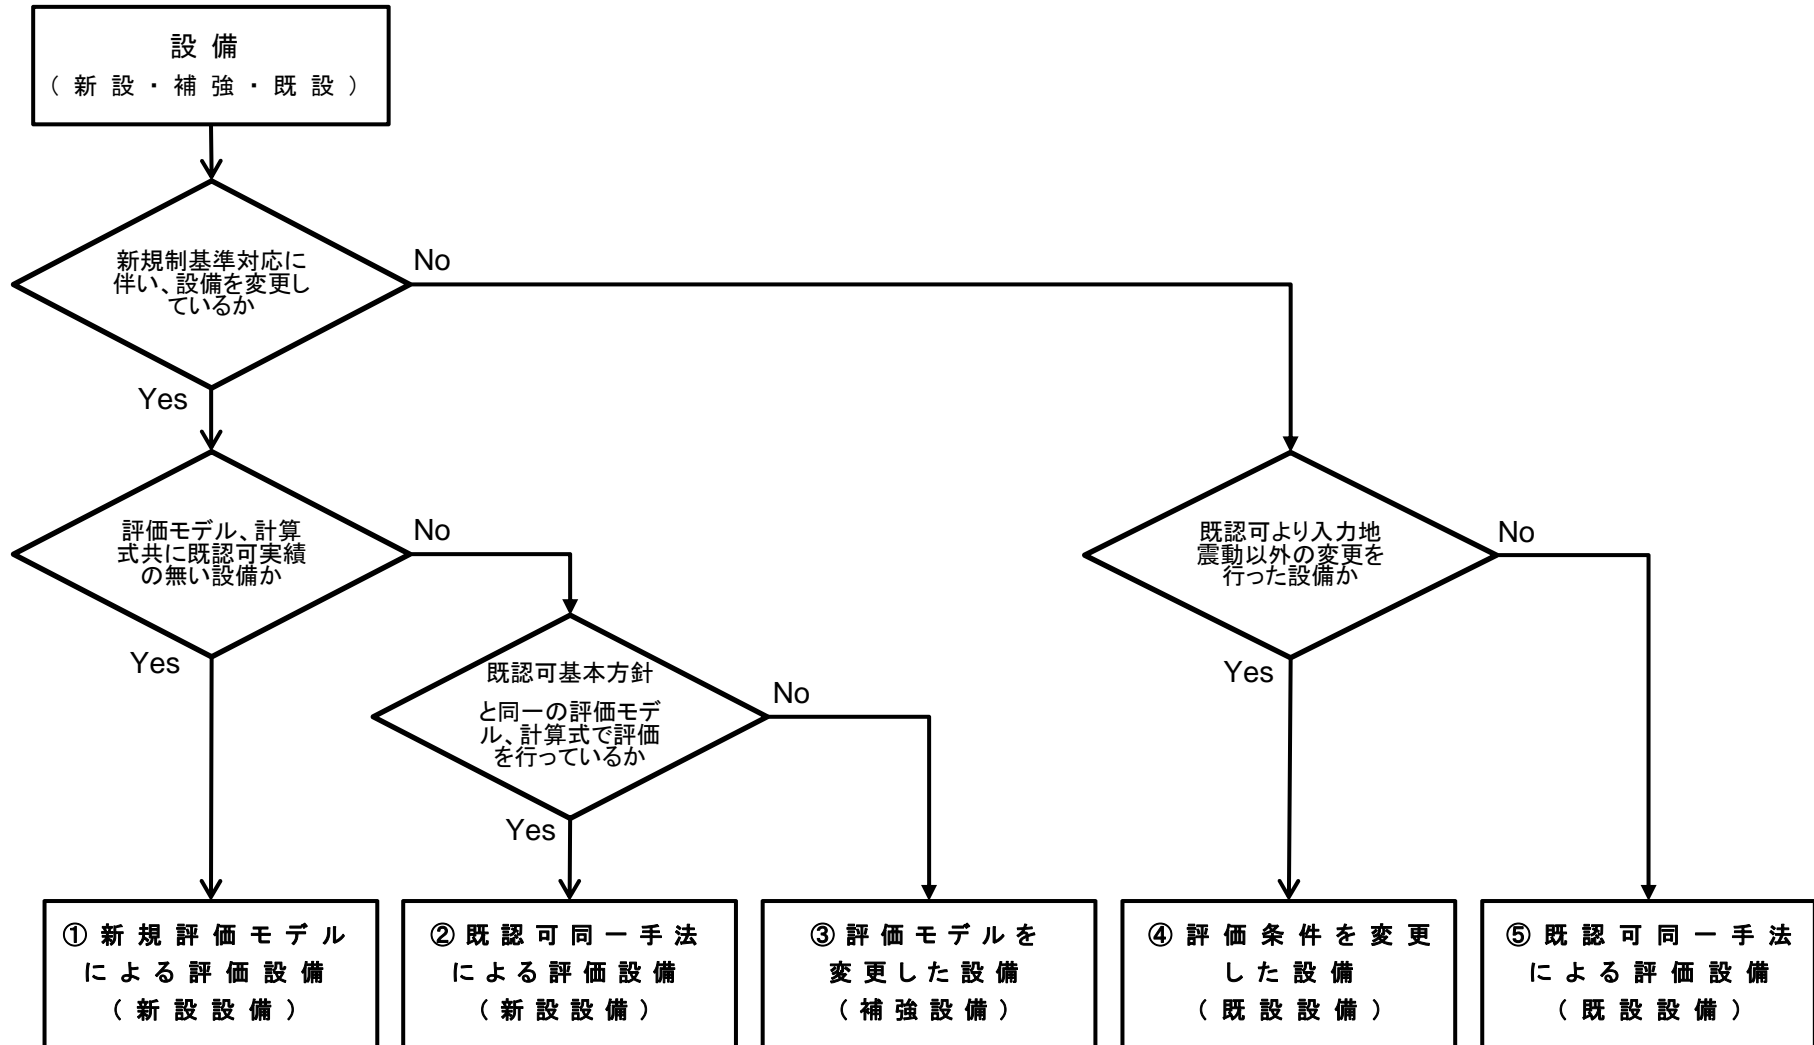 設備
（新設・補強・既設）
新規制基準対応に
伴い、設備を変更し
ているか
No
Yes
評価モデル、計算
式共に既認可実績
の無い設備か
No
Yes
既認可基本方針
と同一の評価モデ
ル、計算式で評価
を行っているか
No
Yes
既認可より入力地
震動以外の変更を
行った設備か
No
Yes
①新規評価モデル
による評価設備
（新設設備）
②既認可同一手法
による評価設備
（新設設備）
③評価モデルを
変更した設備
（補強設備）
④評価条件を変更
した設備
（既設設備）
⑤既認可同一手法
による評価設備
（既設設備）